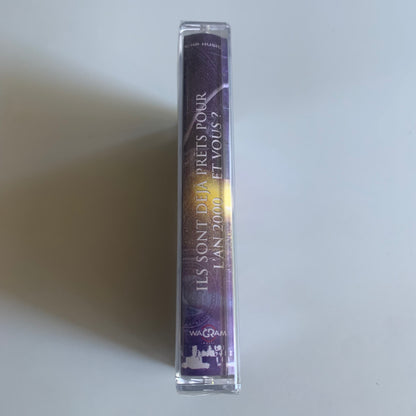 ILS SONT DÉJÀ PRÊTS POUR
L'AN 2000, ET VOUS ?
WAGRAM